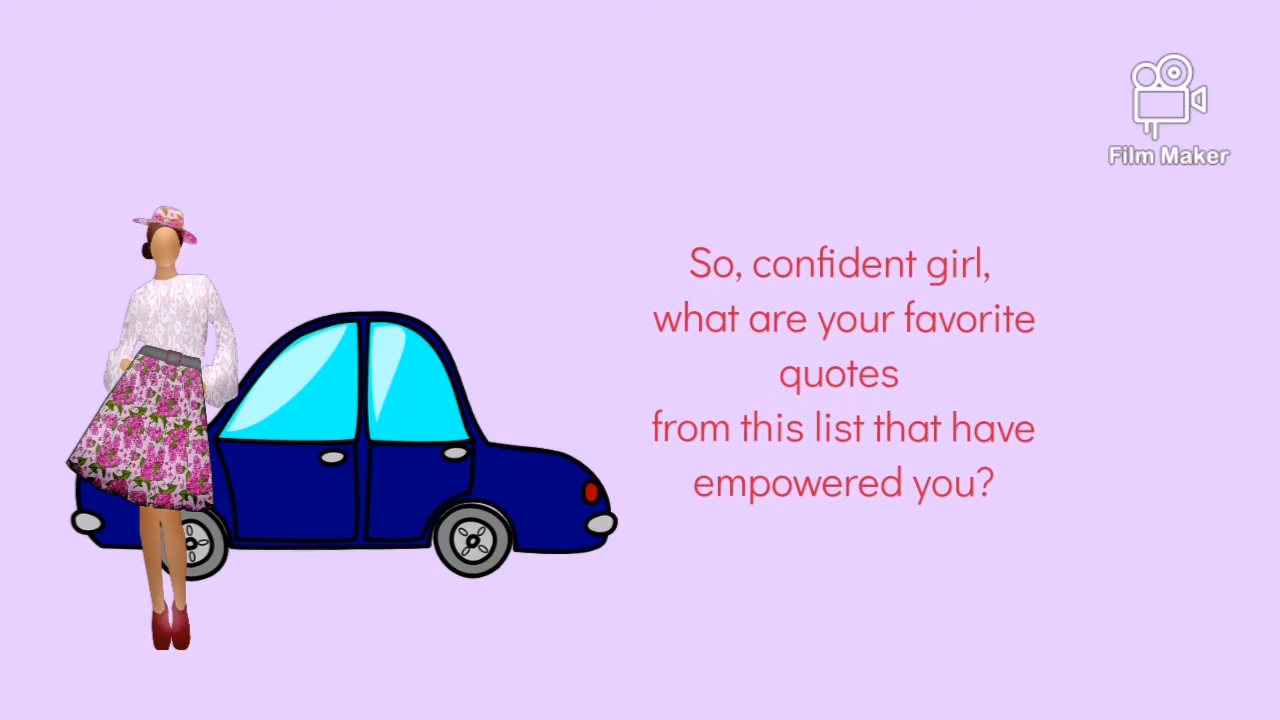 Film Maker
So, confident girl,
what are your favorite
quotes
from this list that have
empowered you?